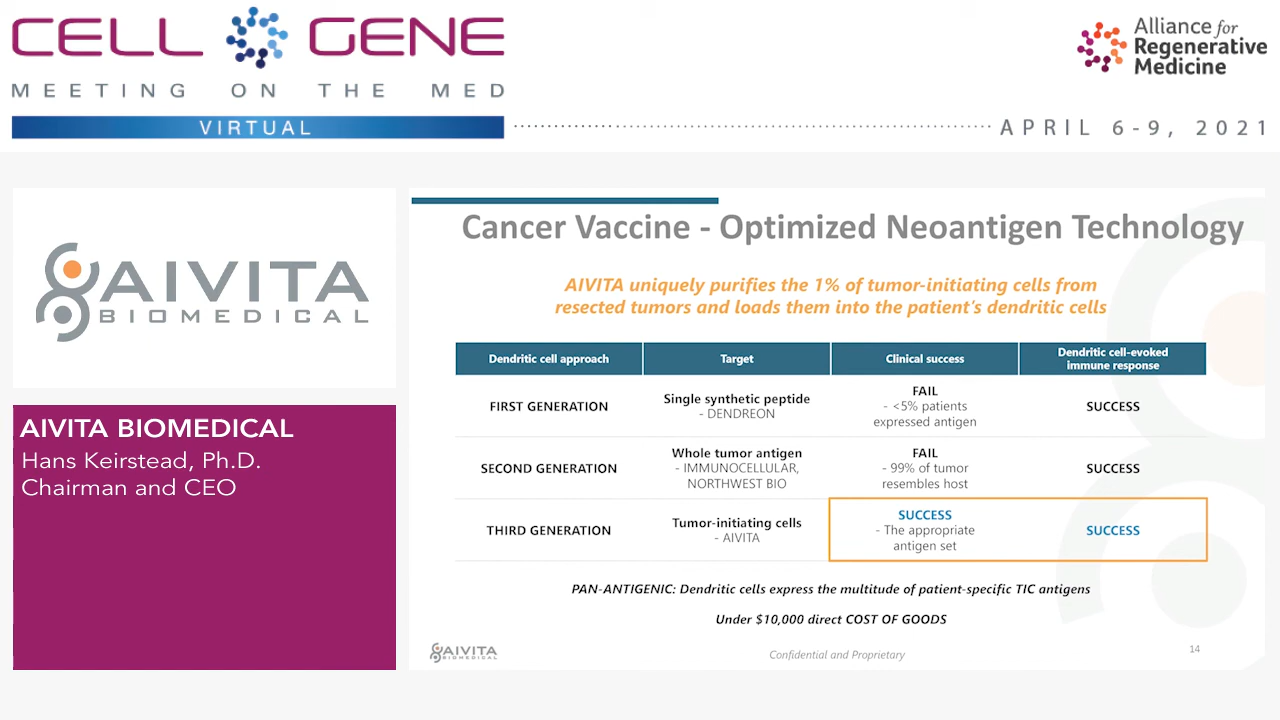 CELL GENE
MEETING ON THE MED
VIRTUAL
Alliance for
Regenerative
Medicine
APRIL 6-9, 2021
AIVITA
BIOMEDICAL
AIVITA BIOMEDICAL
Hans Keirstead, Ph.D.
Chairman and CEO
Cancer Vaccine - Optimized Neoantigen Technology
AIVITA uniquely purifies the 1% of tumor-initiating cells from
resected tumors and loads them into the patient's dendritic cells
Dendritic cell approach
Target
Clinical success
Dendritic cell-evoked
immune response
FIRST GENERATION
Single synthetic peptide
- DENDREON
FAIL
- <5% patients
expressed antigen
SUCCESS
SECOND GENERATION
Whole tumor antigen
- IMMUNOCELLULAR,
NORTHWEST BIO
FAIL
- 99% of tumor
resembles host
SUCCESS
THIRD GENERATION
Tumor-initiating cells
- AIVITA
SUCCESS
- The appropriate
antigen set
SUCCESS
PAN-ANTIGENIC: Dendritic cells express the multitude of patient-specific TIC antigens
Under $10,000 direct COST OF GOODS
AIVITA
BIOMEDICAL
Confidential and Proprietary
14